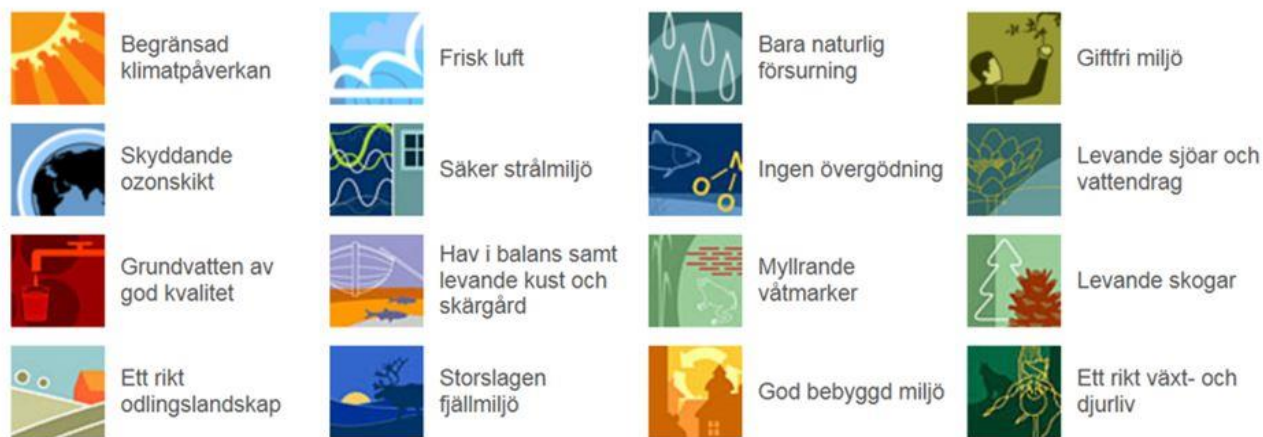 Begränsad
klimatpåverkan
Frisk luft
Bara naturlig
försurning
Giftfri miljö
Skyddande
ozonskikt
Säker strålmiljö
Ingen övergödning
Levande sjöar och
vattendrag
Grundvatten av
god kvalitet
Hav i balans samt
levande kust och
skärgård
Myllrande
våtmarker
Levande skogar
Ett rikt
odlingslandskap
Storslagen
fjällmiljö
God bebyggd miljö
Ett rikt växt- och
djurliv